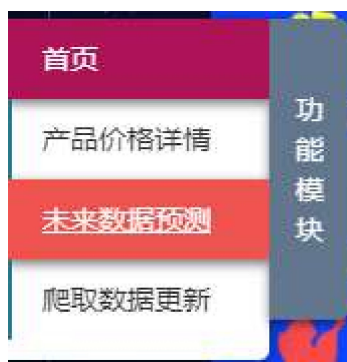 首页
产品价格详情
未来数据预测
爬取数据更新
功能模块